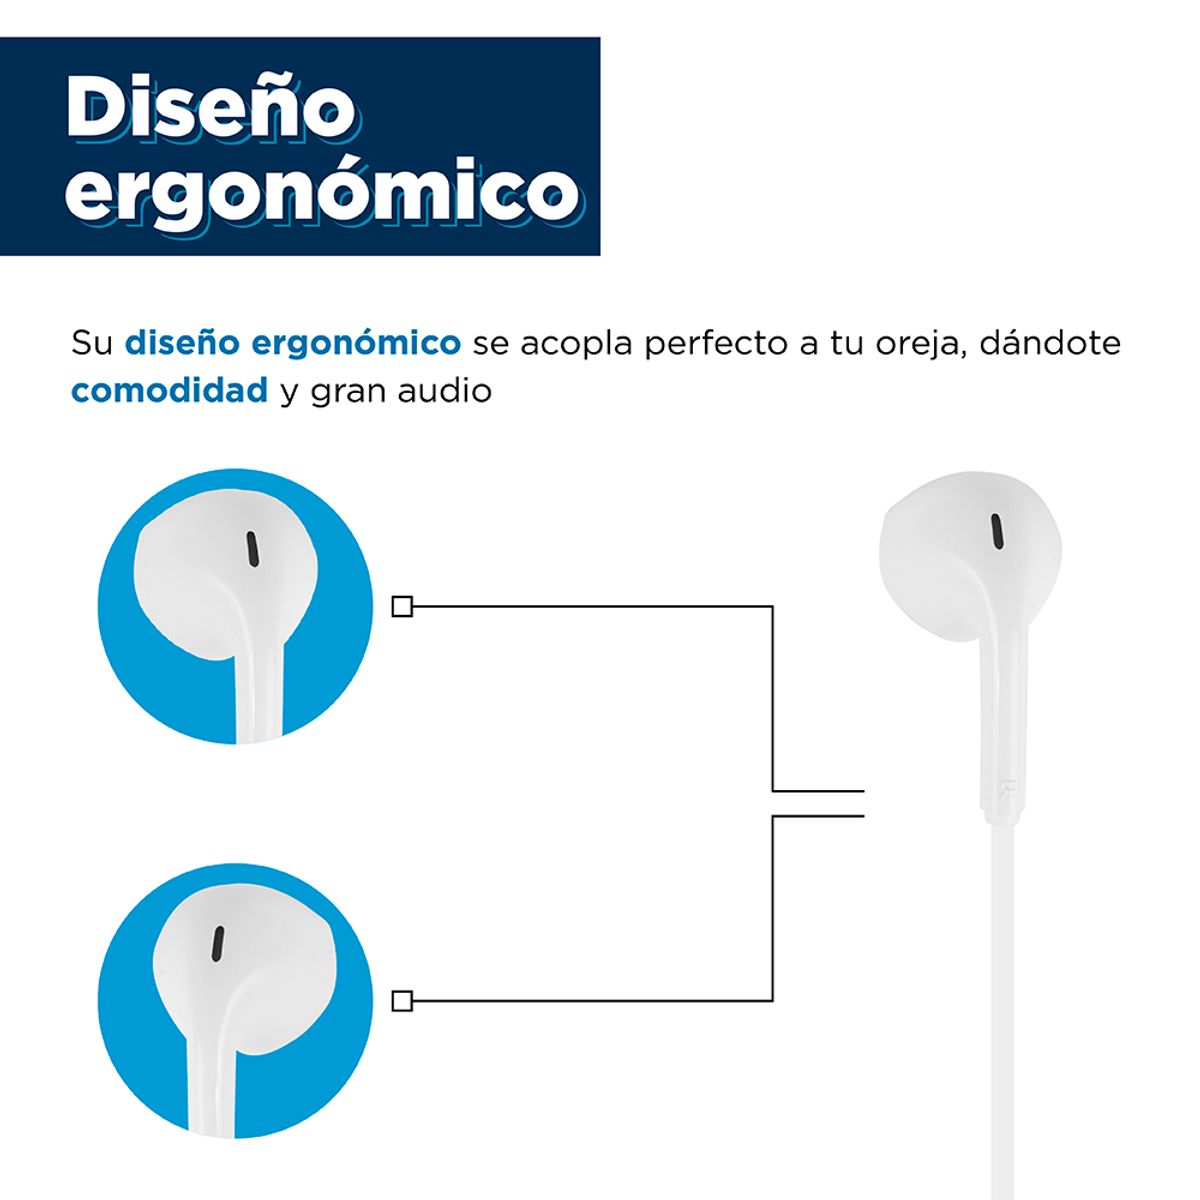 Diseño
ergonómico
Su diseño ergonómico se acopla perfecto a tu oreja, dándote
comodidad y gran audio
R